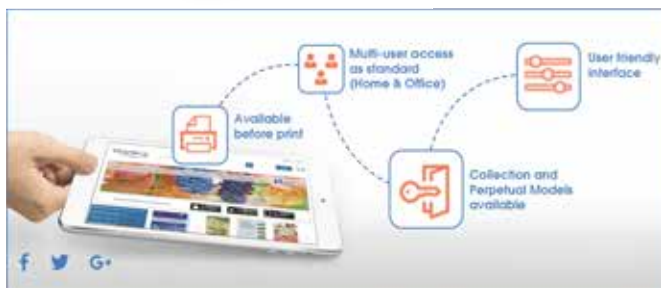 Multi-user access
as standard
(Home & Office)
User friendly
interface
Available
before print
Collection and
Perpetual Models
available
f
G+